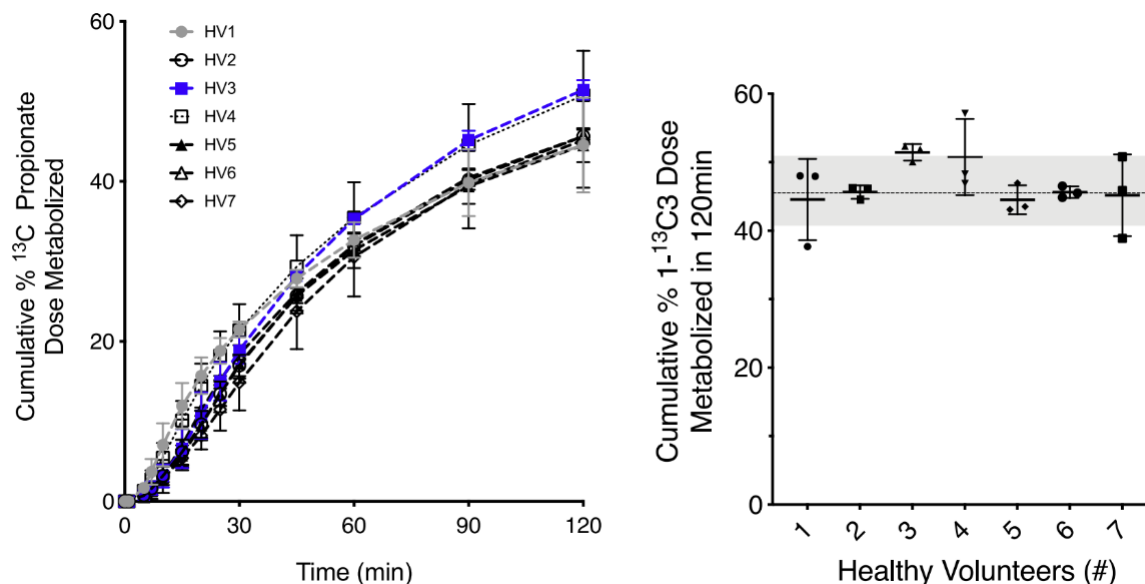 Cumulative % ¹³C Propionate
Dose Metabolized
60
40
20
0
HV1
HV2
HV3
HV4
HV5
HV6
HV7
0 30 60 90 120
Time (min)
Cumulative % 1-¹³C3 Dose
Metabolized in 120min
60
40
20
0
1 2 3 4 5 6 7
Healthy Volunteers (#)